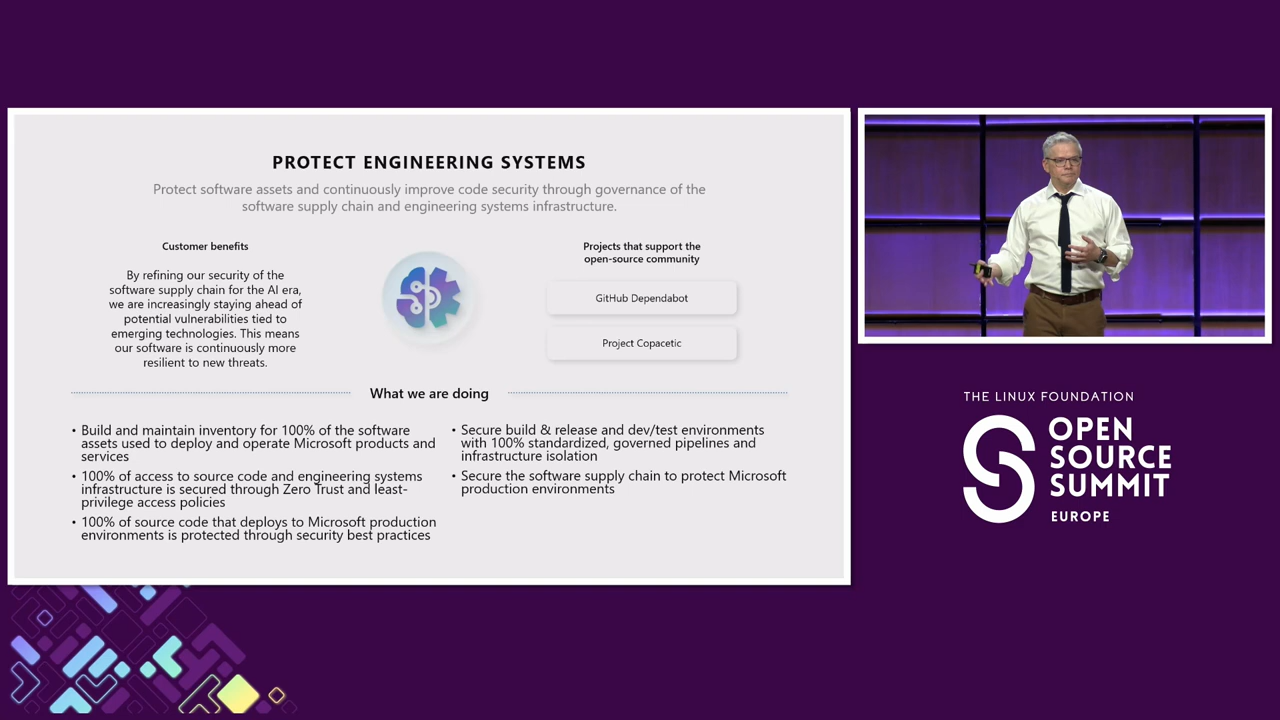 PROTECT ENGINEERING SYSTEMS
Protect software assets and continuously improve code security through governance of the
software supply chain and engineering systems infrastructure.
Customer benefits
By refining our security of the
software supply chain for the AI era,
we are increasingly staying ahead of
potential vulnerabilities tied to
emerging technologies. This means
our software is continuously more
resilient to new threats.
Projects that support the
open-source community
GitHub Dependabot
Project Copacetic
What we are doing
• Build and maintain inventory for 100% of the software
assets used to deploy and operate Microsoft products and
services
• 100% of access to source code and engineering systems
infrastructure is secured through Zero Trust and least-
privilege access policies
• 100% of source code that deploys to Microsoft production
environments is protected through security best practices
• Secure build & release and dev/test environments
with 100% standardized, governed pipelines and
infrastructure isolation
• Secure the software supply chain to protect Microsoft
production environments
THE LINUX FOUNDATION
OPEN
SOURCE
SUMMIT
EUROPE